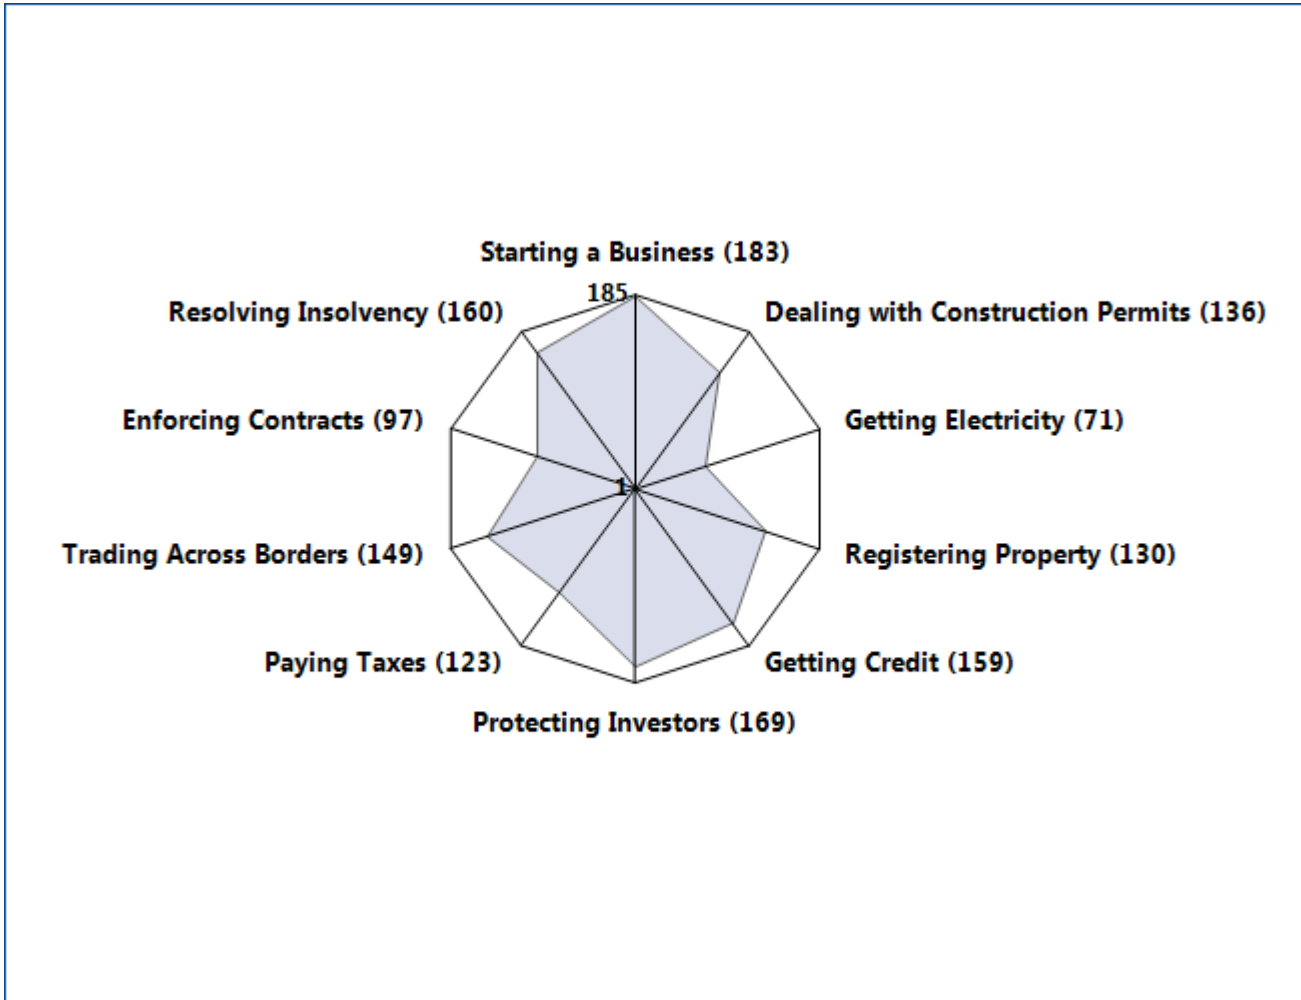 Starting a Business (183)
185
Resolving Insolvency (160)
Dealing with Construction Permits (136)
Enforcing Contracts (97)
Getting Electricity (71)
1
Trading Across Borders (149)
Registering Property (130)
Paying Taxes (123)
Getting Credit (159)
Protecting Investors (169)